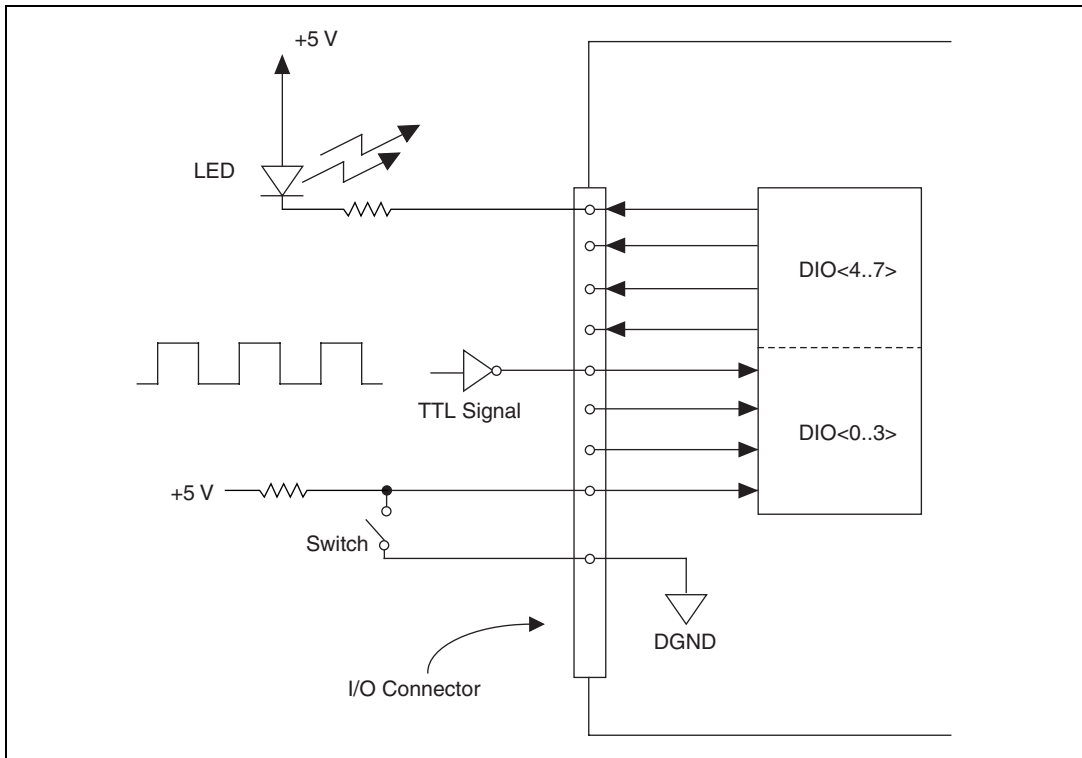 +5 V
LED
DIO<4..7>
TTL Signal
DIO<0..3>
+5 V
Switch
DGND
I/O Connector